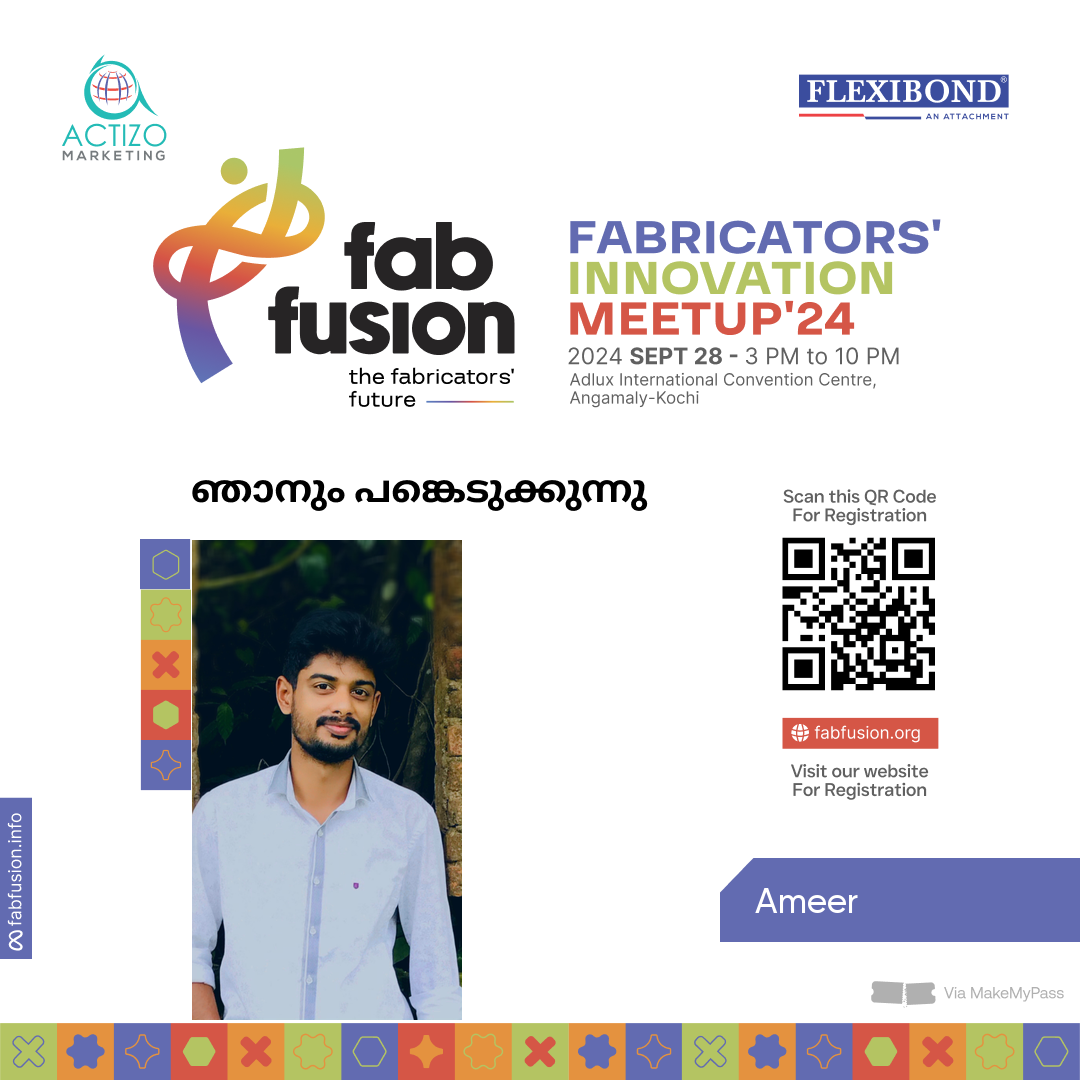 ACTIZO
MARKETING
FLEXIBOND®
AN ATTACHMENT
fab
fusion
the fabricators'
future
FABRICATORS'
INNOVATION
MEETUP'24
2024 SEPT 28 - 3 PM to 10 PM
Adlux International Convention Centre,
Angamaly-Kochi
ഞാനും പങ്കെടുക്കുന്നു
Scan this QR Code
For Registration
fabfusion.org
Visit our website
For Registration
fabfusion.info
Ameer
Via MakeMyPass